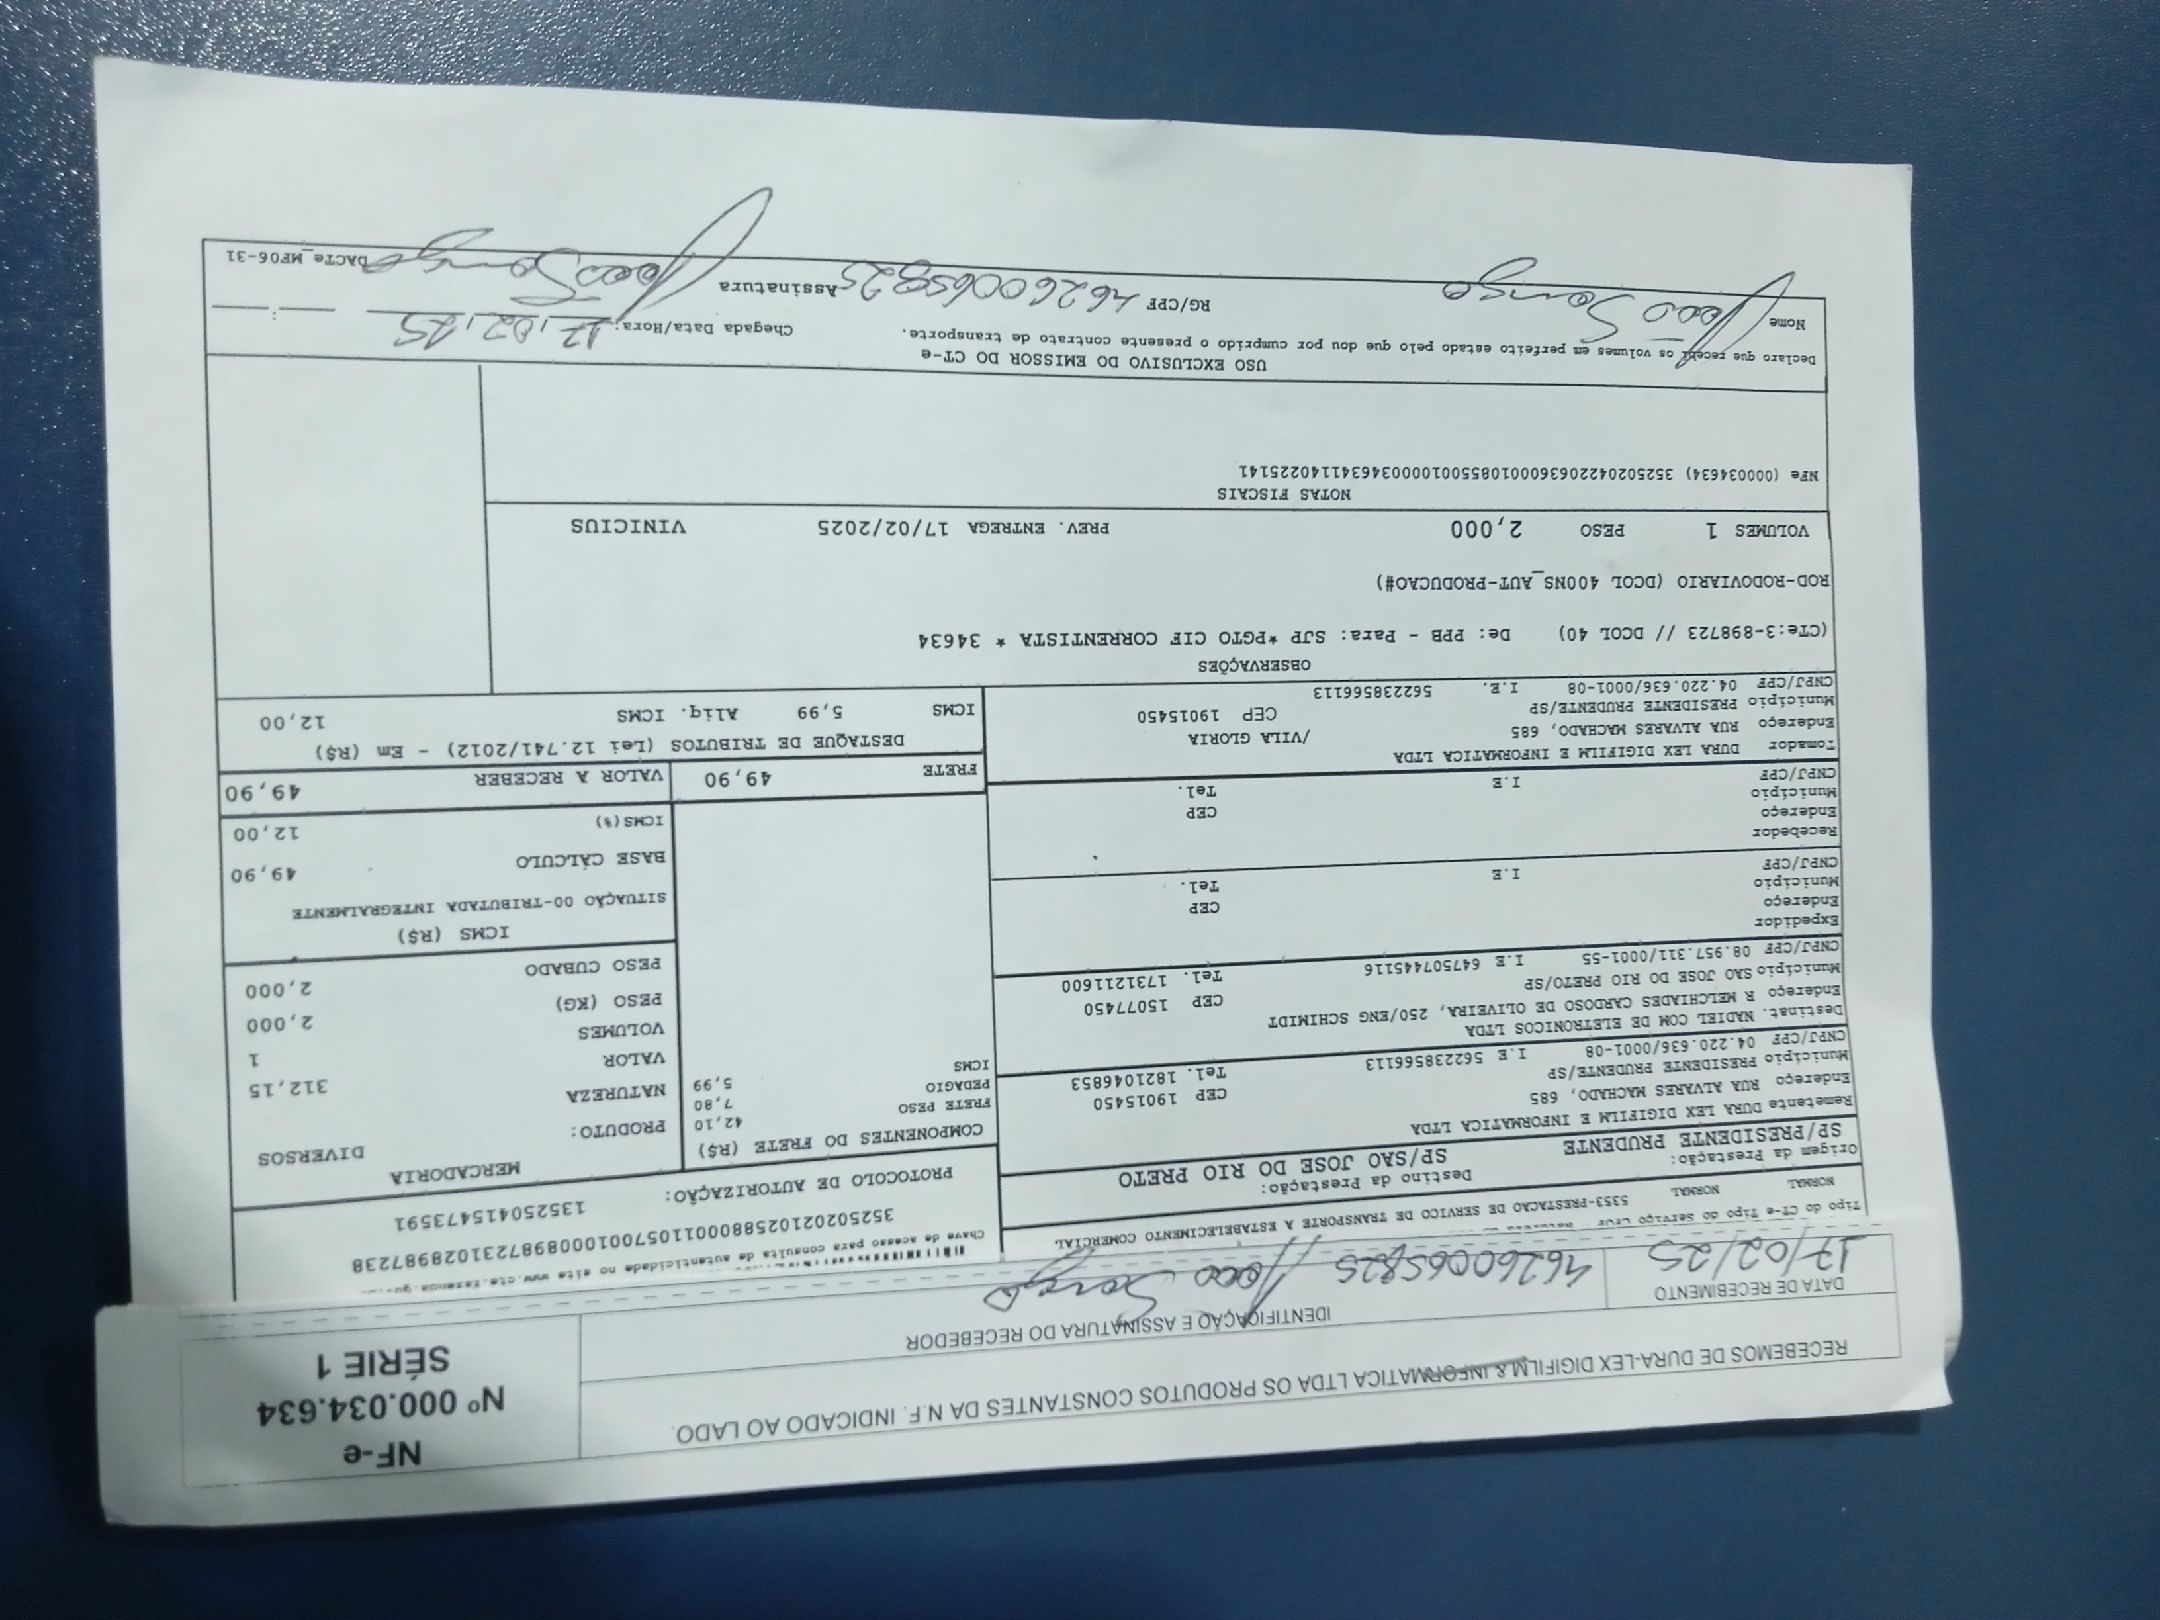 RECEBEMOS DE DURA-LEX DIGIFILM & INFORMATICA LTDA OS PRODUTOS CONSTANTES DA N.F. INDICADO AO LADO.
NF-e
Nº 000.034.634
SÉRIE 1
DATA DE RECEBIMENTO
IDENTIFICAÇÃO E ASSINATURA DO RECEBEDOR
17/02/25
46260065825
Chave de acesso para consulta de autenticidade no site www.cte.fazenda.gov.
35250202102588000110570010008987231028987238
PROTOCOLO DE AUTORIZAÇÃO: 135250415473591
Tipo do CT-e Tipo do Serviço
NORMAL NORMAL 5353-PRESTACAO DE SERVICO DE TRANSPORTE A ESTABELECIMENTO COMERCIAL
Origem da Prestação: Destino da Prestação:
SP/PRESIDENTE PRUDENTE SP/SAO JOSE DO RIO PRETO
Remetente DURA LEX DIGIFILM E INFORMATICA LTDA
Endereço RUA ALVARES MACHADO, 685 CEP 19015450
Município PRESIDENTE PRUDENTE/SP Tel. 1821046853
CNPJ/CPF 04.220.636/0001-08 I.E 562238566113
Destinat. NADIEL COM DE ELETRONICOS LTDA
Endereço R MELCHIADES CARDOSO DE OLIVEIRA, 250/ENG SCHIMIDT CEP 15077450
Município SAO JOSE DO RIO PRETO/SP Tel. 1731211600
CNPJ/CPF 08.957.311/0001-55 I.E 647507445116
Expedidor
Endereço CEP
Município Tel.
CNPJ/CPF I.E
Recebedor
Endereço CEP
Município Tel.
CNPJ/CPF I.E
Tomador DURA LEX DIGIFILM E INFORMATICA LTDA
Endereço RUA ALVARES MACHADO, 685 /VILA GLORIA
Município PRESIDENTE PRUDENTE/SP CEP 19015450
CNPJ/CPF 04.220.636/0001-08 I.E. 562238566113
COMPONENTES DO FRETE (R$)
FRETE PESO 42,10
PEDAGIO 7,80
ICMS 5,99
MERCADORIA
PRODUTO: DIVERSOS
NATUREZA
VALOR 312,15
VOLUMES 1
PESO (KG) 2,000
PESO CUBADO 2,000
ICMS (R$)
SITUAÇÃO 00-TRIBUTADA INTEGRALMENTE
BASE CÁLCULO 49,90
ICMS(%) 12,00
FRETE 49,90 VALOR A RECEBER 49,90
DESTAQUE DE TRIBUTOS (Lei 12.741/2012) - Em (R$)
ICMS 5,99 Aliq. ICMS 12,00
OBSERVAÇÕES
(CTe:3-898723 // DCOL 40) De: PPB - Para: SJP *PGTO CIF CORRENTISTA * 34634
ROD-RODOVIARIO (DCOL 400NS_AUT-PRODUCAO#)
VOLUMES 1 PESO 2,000 PREV. ENTREGA 17/02/2025 VINICIUS
NOTAS FISCAIS
NFe (00034634) 35250204220636000108550010000346341140225141
USO EXCLUSIVO DO EMISSOR DO CT-e
Declaro que recebi os volumes em perfeito estado pelo que dou por cumprido o presente contrato de transporte. Chegada Data/Hora: 17/02/25 __:__
Nome RG/CPF 46260065825 Assinatura
DACTe_MF06-31